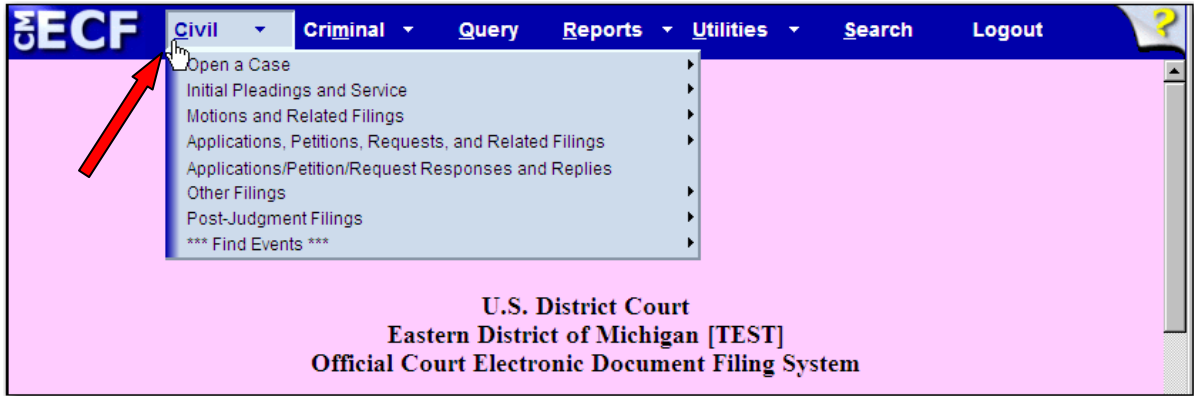 CM ECF Civil Criminal Query Reports Utilities Search Logout ?
Open a Case
Initial Pleadings and Service
Motions and Related Filings
Applications, Petitions, Requests, and Related Filings
Applications/Petition/Request Responses and Replies
Other Filings
Post-Judgment Filings
*** Find Events ***
U.S. District Court
Eastern District of Michigan [TEST]
Official Court Electronic Document Filing System